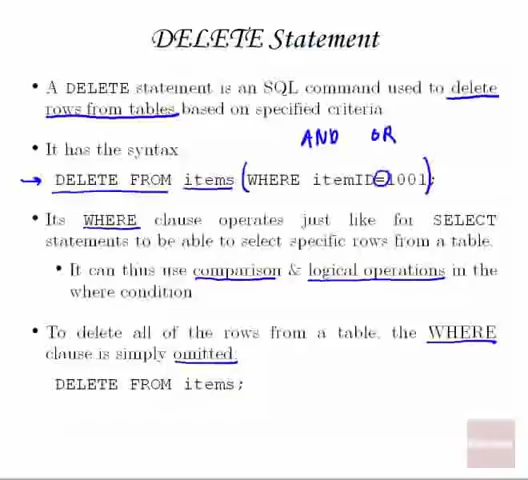 DELETE Statement
• A DELETE statement is an SQL command used to delete
rows from tables based on specified criteria
AND OR
• It has the syntax
→ DELETE FROM items (WHERE itemID=1001);
• Its WHERE clause operates just like for SELECT
statements to be able to select specific rows from a table.
• It can thus use comparison & logical operations in the
where condition
• To delete all of the rows from a table, the WHERE
clause is simply omitted.
DELETE FROM items;